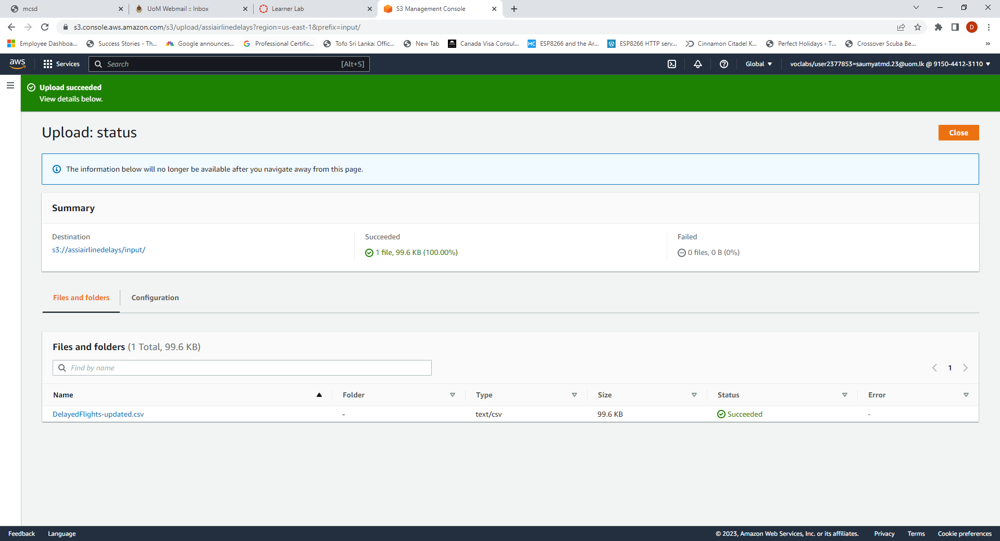 mcsd
UoM Webmail :: Inbox
Learner Lab
S3 Management Console
s3.console.aws.amazon.com/s3/upload/assiairlinedelays?region=us-east-1&prefix=input/
D
Employee Dashboa...
Success Stories - Th...
Google announces...
Professional Certific...
Tofo Sri Lanka: Offic...
New Tab
Canada Visa Consul...
MC ESP8266 and the Ar...
ESP8266 HTTP serv...
Cinnamon Citadel K...
Perfect Holidays - T...
Crossover Scuba Be...
aws
Services
Search [Alt+S]
Global
voclabs/user2377853=saumyatmd.23@uom.lk @ 9150-4412-3110
Upload succeeded
View details below.
Upload: status
Close
The information below will no longer be available after you navigate away from this page.
Summary
Destination
s3://assiairlinedelays/input/
Succeeded
1 file, 99.6 KB (100.00%)
Failed
0 files, 0 B (0%)
Files and folders
Configuration
Files and folders (1 Total, 99.6 KB)
Find by name
1
Name Folder Type Size Status Error
DelayedFlights-updated.csv - text/csv 99.6 KB Succeeded -
Feedback Language © 2023, Amazon Web Services, Inc. or its affiliates. Privacy Terms Cookie preferences